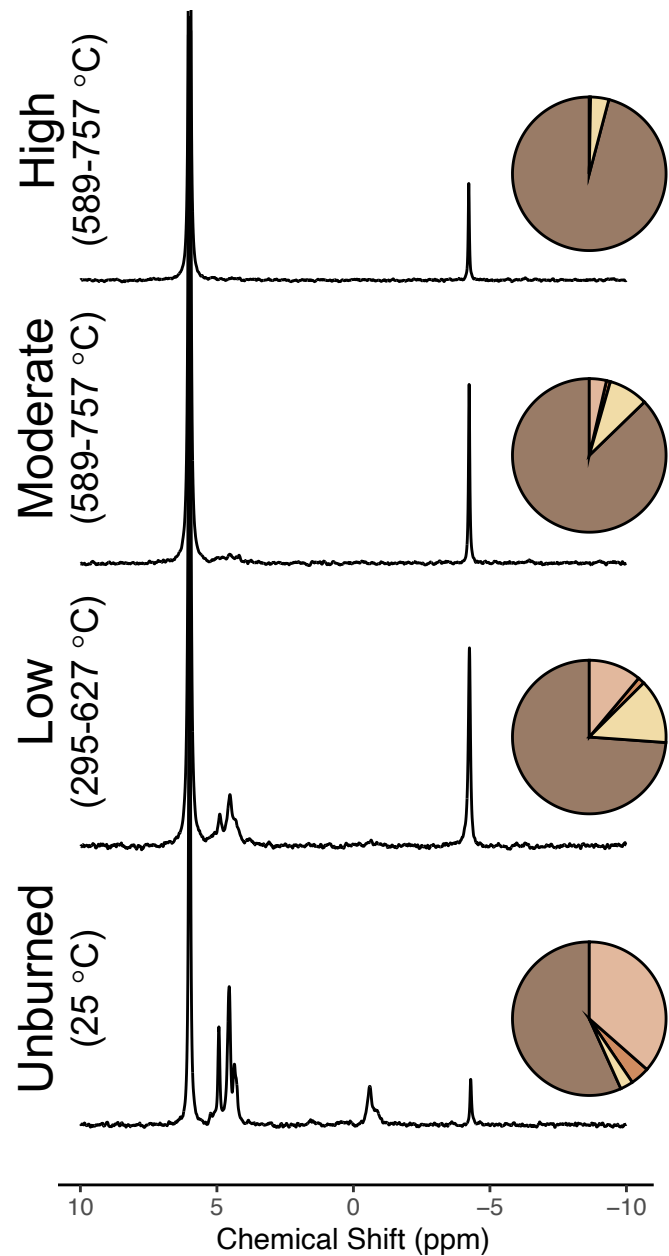 High
(589-757 °C)
Moderate
(589-757 °C)
Low
(295-627 °C)
Unburned
(25 °C)
10 5 0 −5 −10
Chemical Shift (ppm)